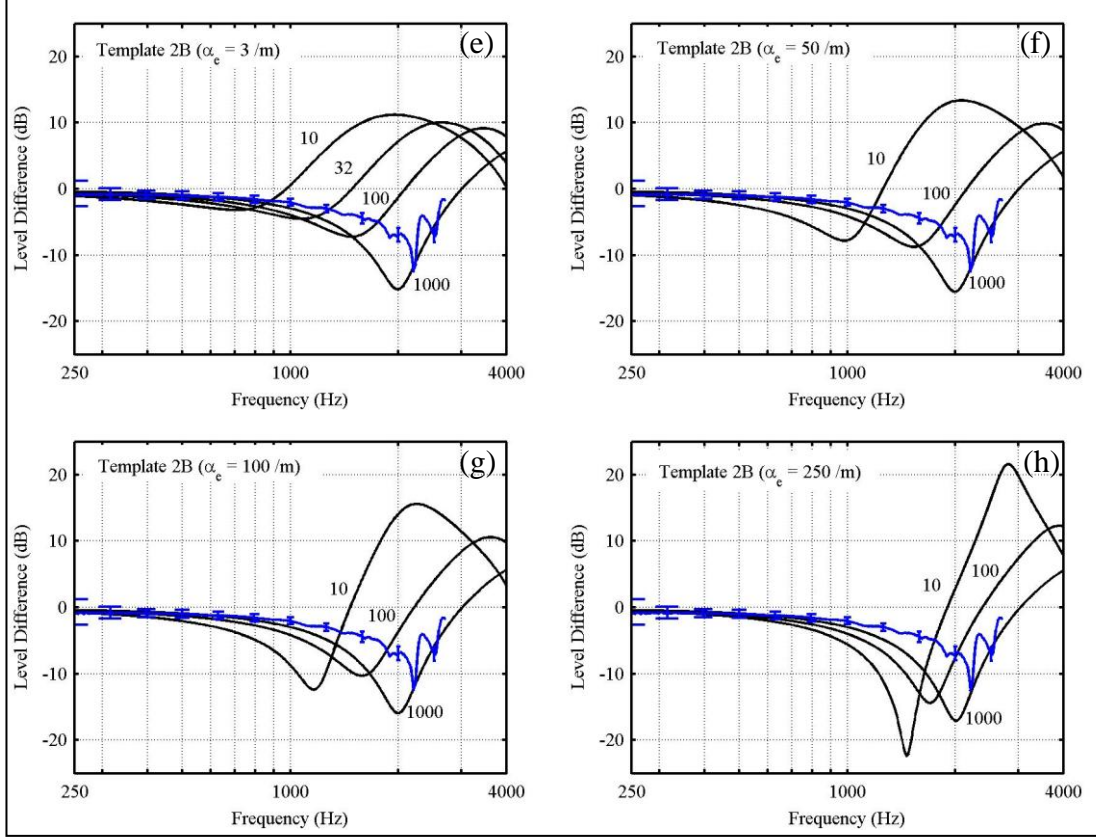 Template 2B (αe = 3 /m)
(e)
Level Difference (dB)
20
10
0
-10
-20
10
32
100
1000
250
1000
4000
Frequency (Hz)
Template 2B (αe = 50 /m)
(f)
Level Difference (dB)
20
10
0
-10
-20
10
100
1000
250
1000
4000
Frequency (Hz)
Template 2B (αe = 100 /m)
(g)
Level Difference (dB)
20
10
0
-10
-20
10
100
1000
250
1000
4000
Frequency (Hz)
Template 2B (αe = 250 /m)
(h)
Level Difference (dB)
20
10
0
-10
-20
10
100
1000
250
1000
4000
Frequency (Hz)